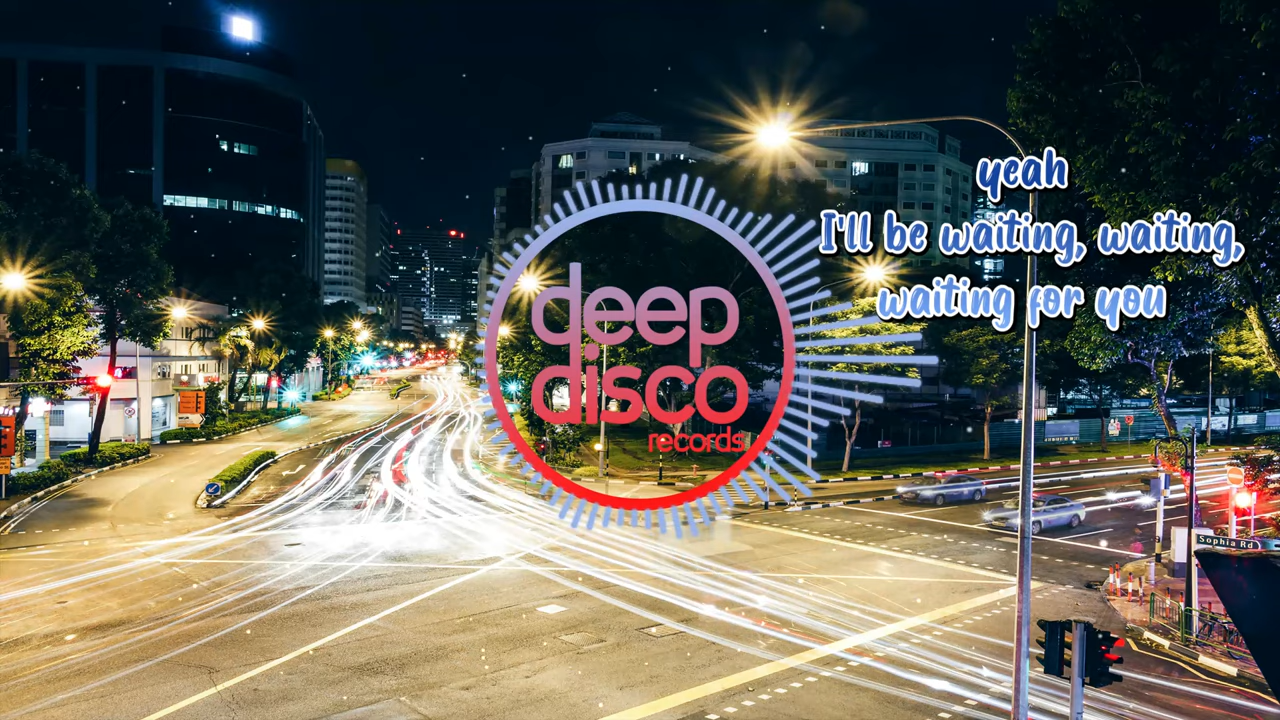 deep
disco
records
yeah
I'll be waiting, waiting,
waiting for you
Sophia Rd